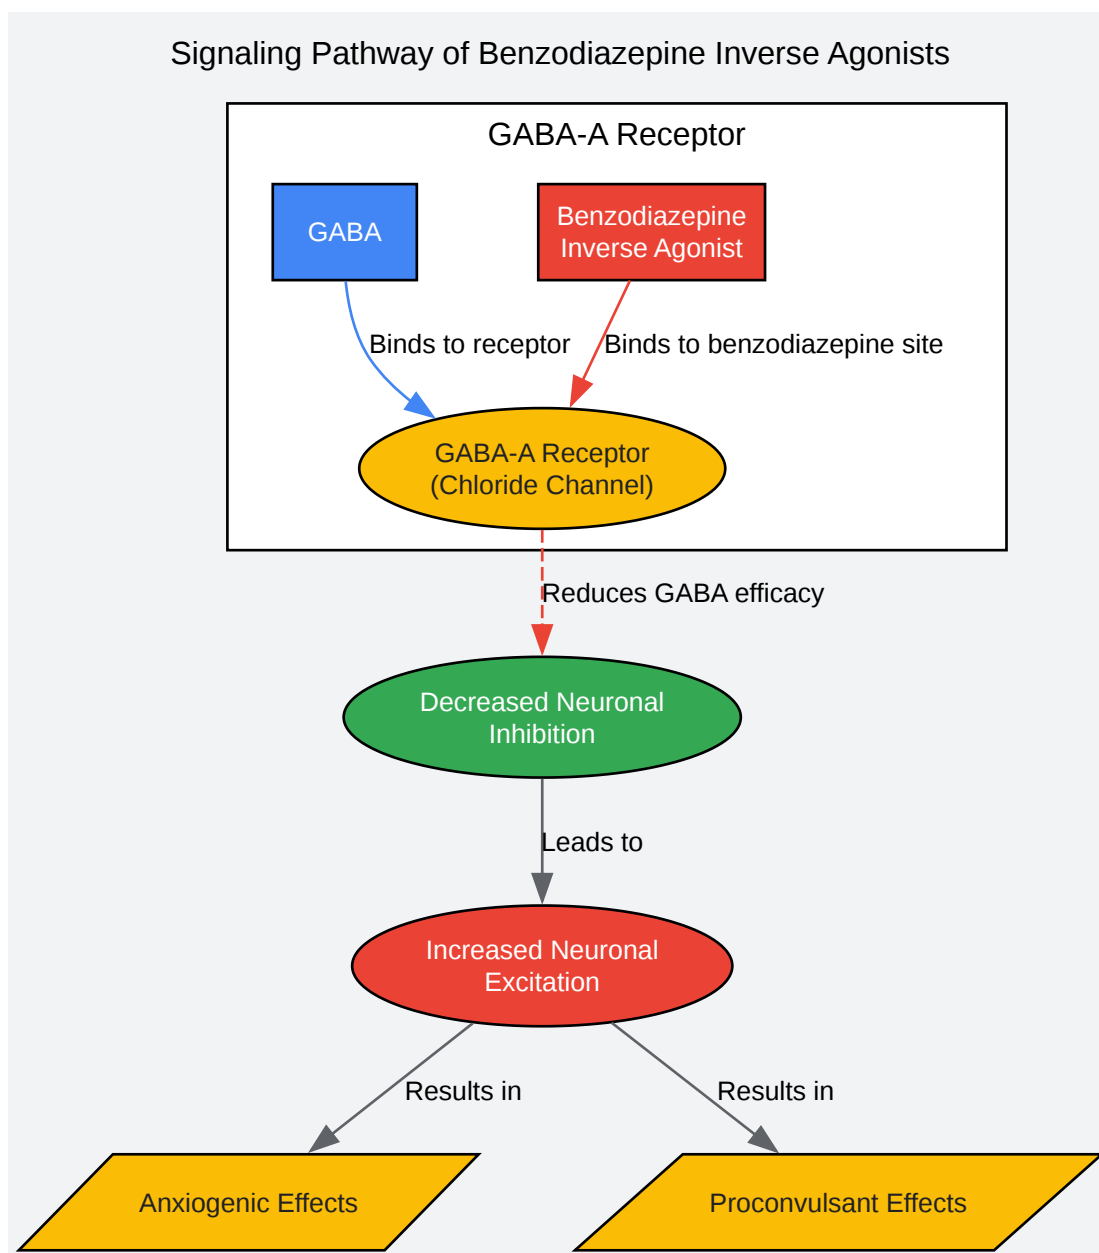 Signaling Pathway of Benzodiazepine Inverse Agonists
GABA-A Receptor
GABA
Benzodiazepine
Inverse Agonist
Binds to receptor
Binds to benzodiazepine site
GABA-A Receptor
(Chloride Channel)
Reduces GABA efficacy
Decreased Neuronal
Inhibition
Leads to
Increased Neuronal
Excitation
Results in
Results in
Anxiogenic Effects
Proconvulsant Effects